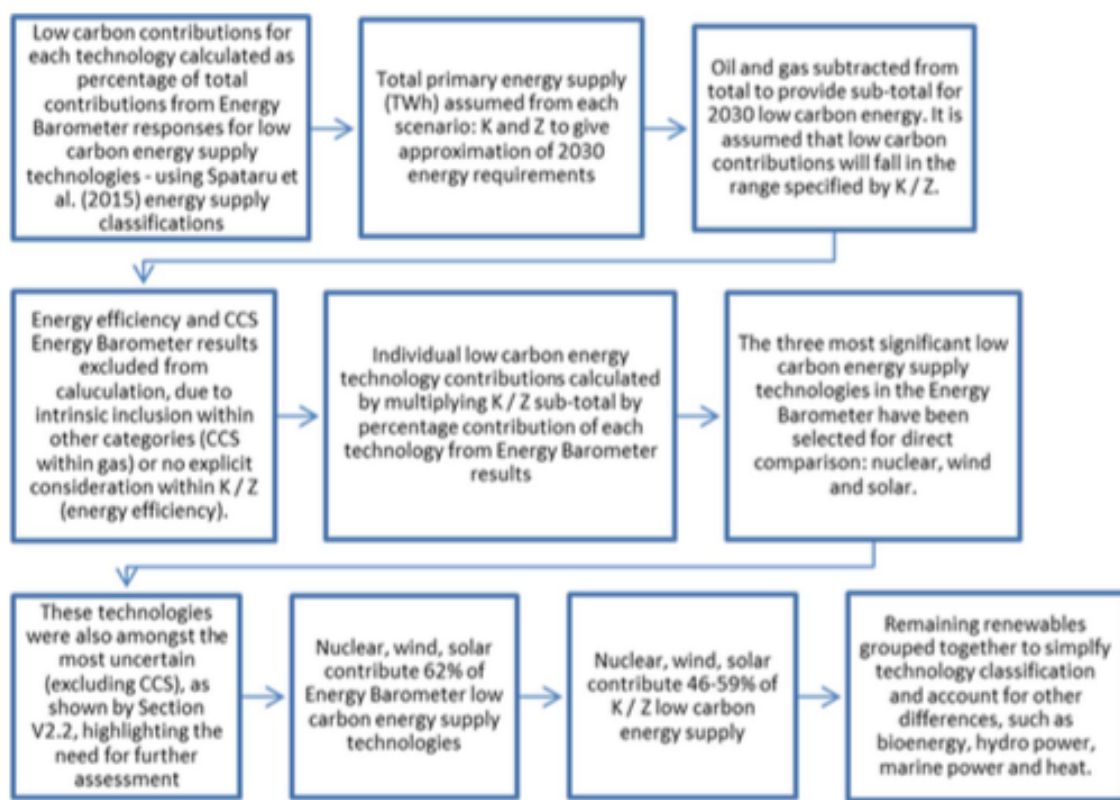 Low carbon contributions for
each technology calculated as
percentage of total
contributions from Energy
Barometer responses for low
carbon energy supply
technologies - using Spataru et
al. (2015) energy supply
classifications
Total primary energy supply
(TWh) assumed from each
scenario: K and Z to give
approximation of 2030
energy requirements
Oil and gas subtracted from
total to provide sub-total for
2030 low carbon energy. It is
assumed that low carbon
contributions will fall in the
range specified by K / Z.
Energy efficiency and CCS
Energy Barometer results
excluded from
caluculation, due to
intrinsic inclusion within
other categories (CCS
within gas) or no explicit
consideration within K / Z
(energy efficiency).
Individual low carbon energy
technology contributions calculated
by multiplying K / Z sub-total by
percentage contribution of each
technology from Energy Barometer
results
The three most significant low
carbon energy supply
technologies in the Energy
Barometer have been
selected for direct
comparison: nuclear, wind
and solar.
These technologies
were also amongst the
most uncertain
(excluding CCS), as
shown by Section
V2.2, highlighting the
need for further
assessment
Nuclear, wind, solar
contribute 62% of
Energy Barometer low
carbon energy supply
technologies
Nuclear, wind, solar
contribute 46-59% of
K / Z low carbon
energy supply
Remaining renewables
grouped together to simplfy
technology classification
and account for other
differences, such as
bioenergy, hydro power,
marine power and heat.